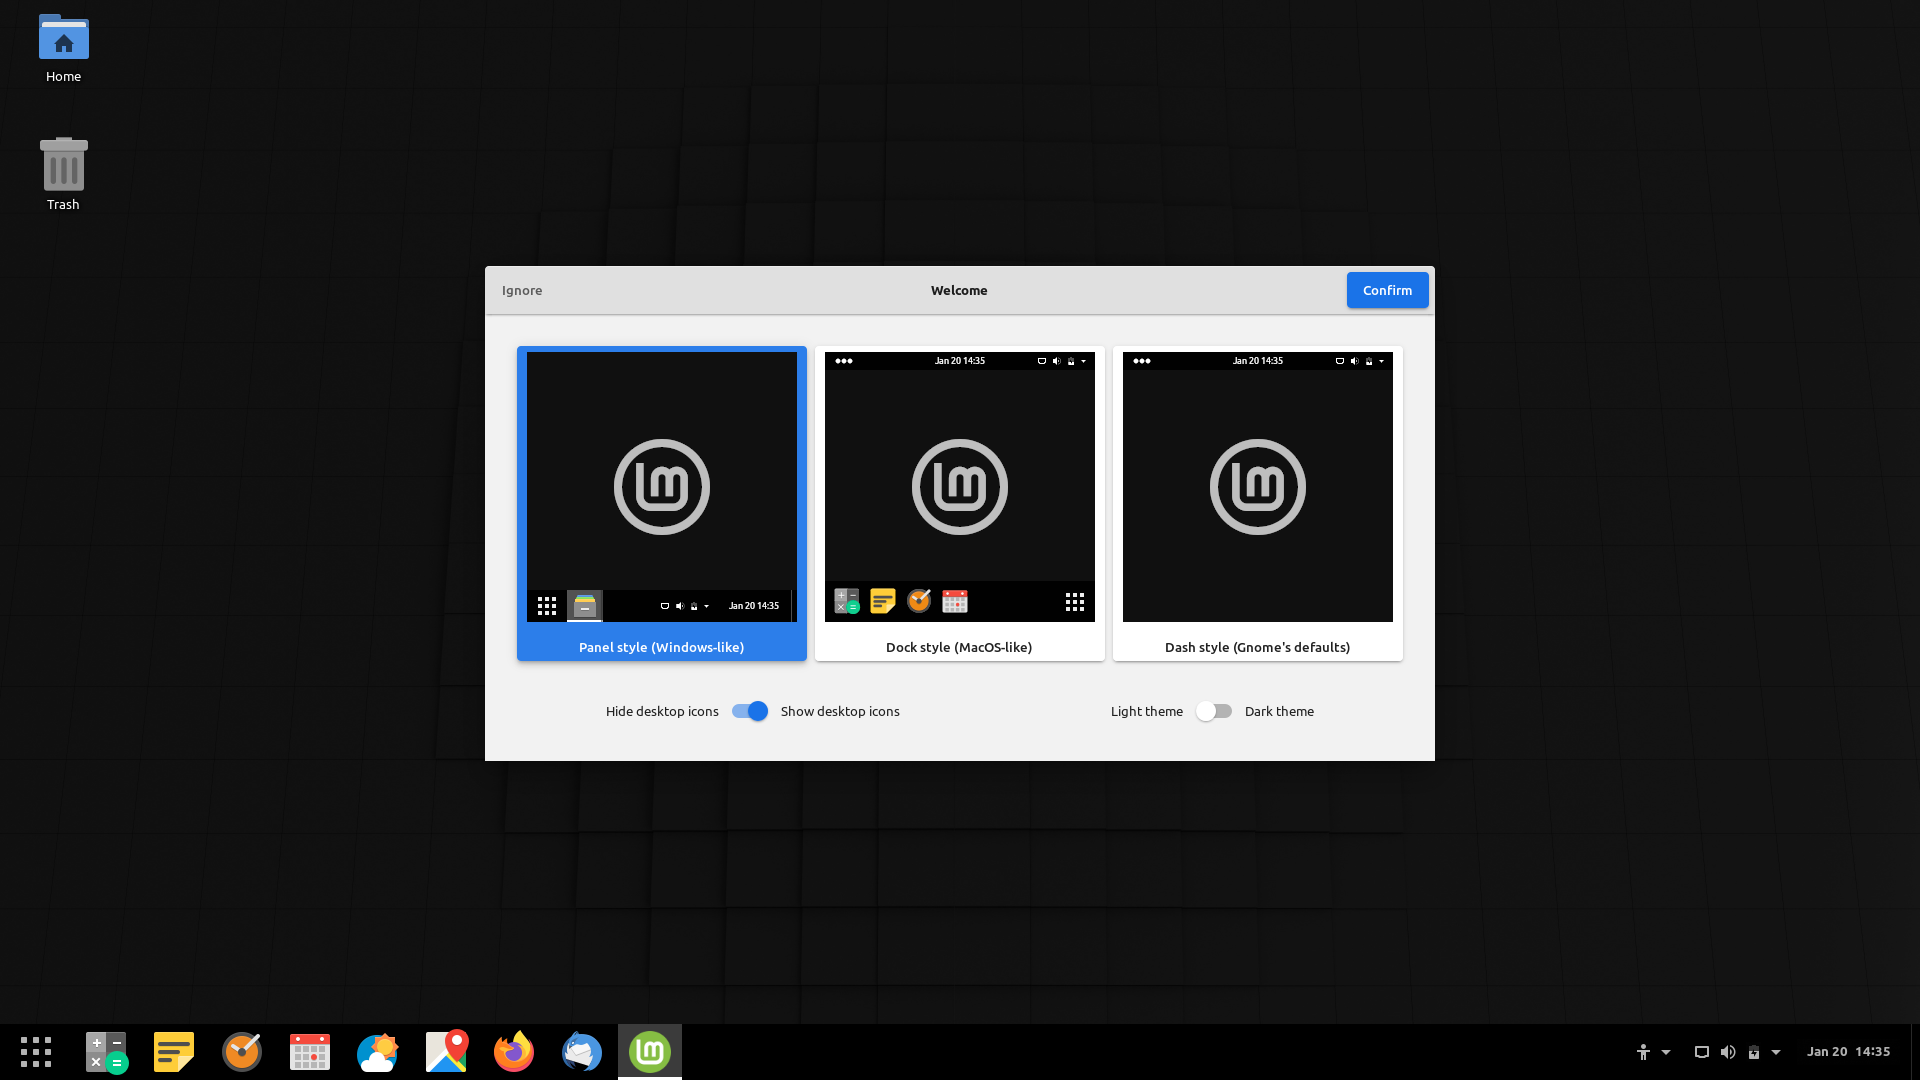 Home
Trash
Ignore
Welcome
Confirm
Jan 20 14:35
Panel style (Windows-like)
Jan 20 14:35
Dock style (MacOS-like)
Jan 20 14:35
Dash style (Gnome's defaults)
Hide desktop icons
Show desktop icons
Light theme
Dark theme
Jan 20 14:35